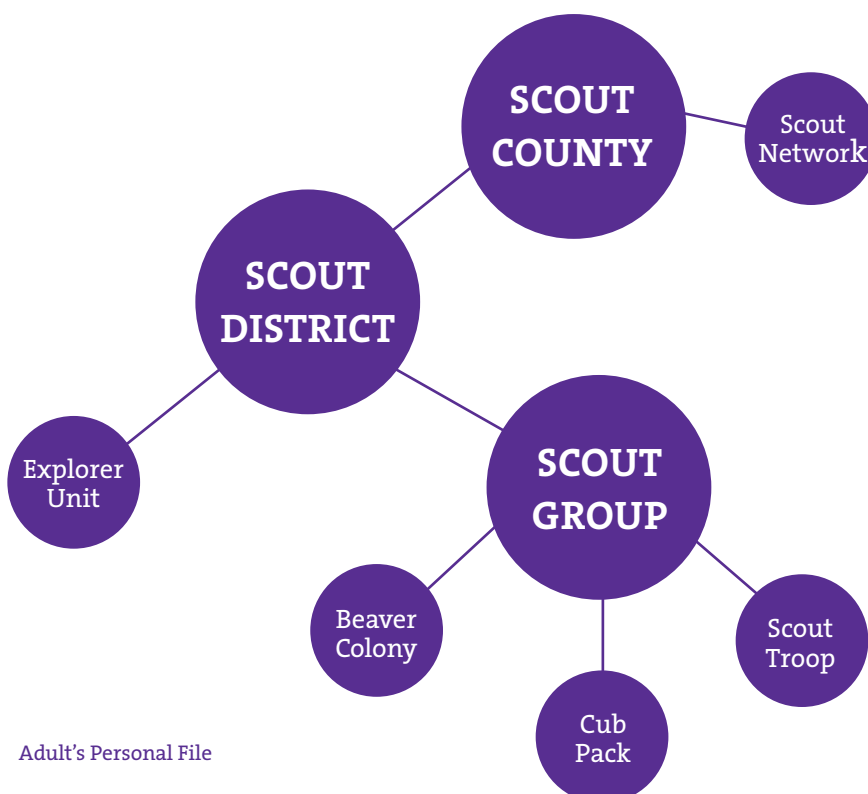 SCOUT
COUNTY
Scout
Network
SCOUT
DISTRICT
Explorer
Unit
SCOUT
GROUP
Beaver
Colony
Scout
Troop
Cub
Pack
Adult’s Personal File